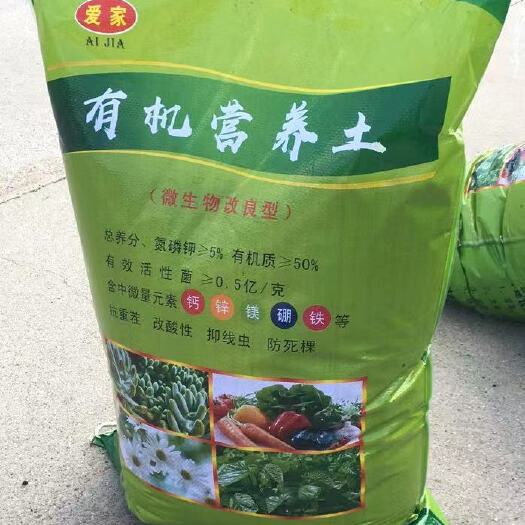 爱家
AI JIA
有机营养土
（微生物改良型）
总养分、氮磷钾≥5% 有机质≥50%
有效活性菌≥0.5亿/克
含中微量元素钙锌镁硼铁等
抗重茬 改酸性 抑线虫 防死棵